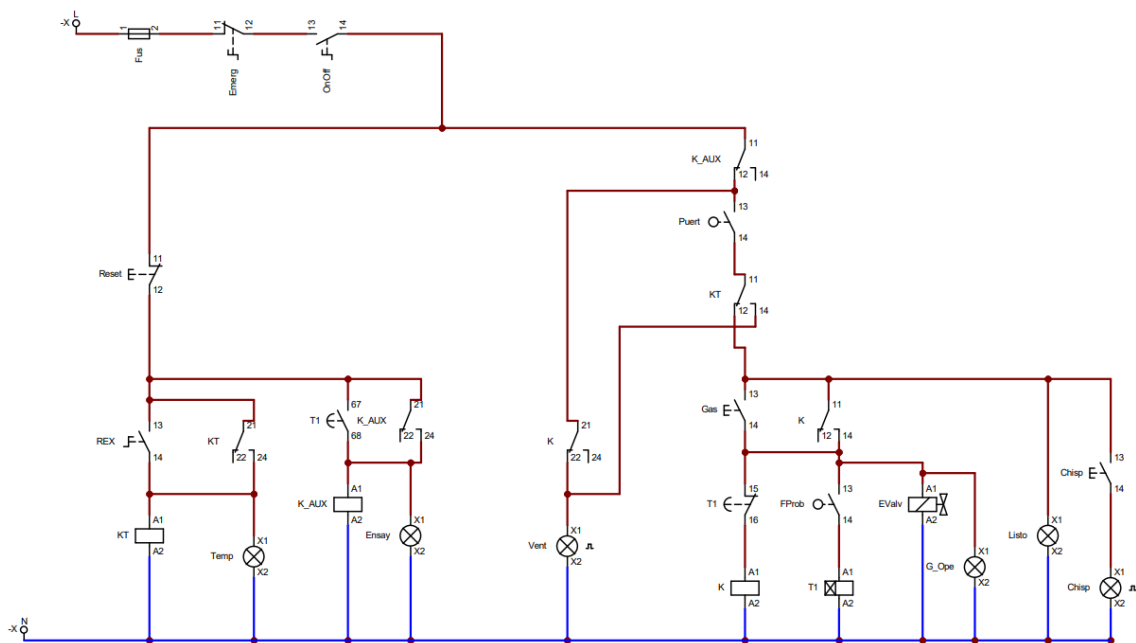 L
-X
1
2
11
12
13
14
Fus
Emerg
OnOff
11
K_AUX
12
14
13
Puert
14
11
Reset
12
11
KT
12
14
13
REX
14
21
KT
22
24
67
T1
68
21
K_AUX
22
24
21
K
22
24
13
Gas
14
11
K
12
14
13
Chisp
14
A1
KT
A2
X1
Temp
X2
A1
K_AUX
A2
X1
Ensay
X2
X1
Vent
X2
15
T1
16
13
FProb
14
A1
EValv
A2
X1
G_Ope
X2
X1
Listo
X2
A1
K
A2
A1
T1
A2
X1
Chisp
X2
N
-X